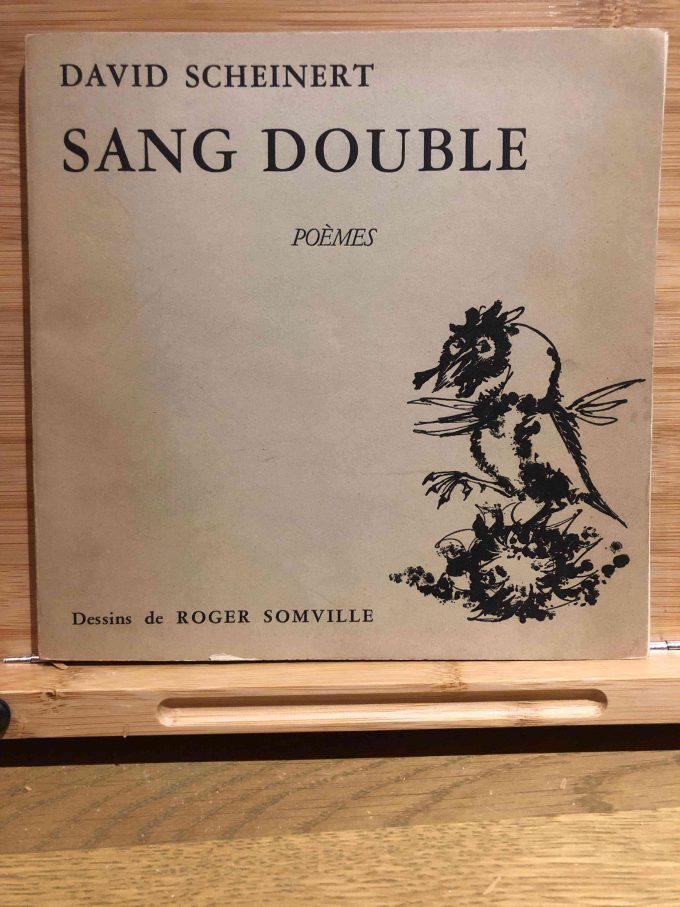 DAVID SCHEINERT
SANG DOUBLE
POÈMES
Dessins de ROGER SOMVILLE